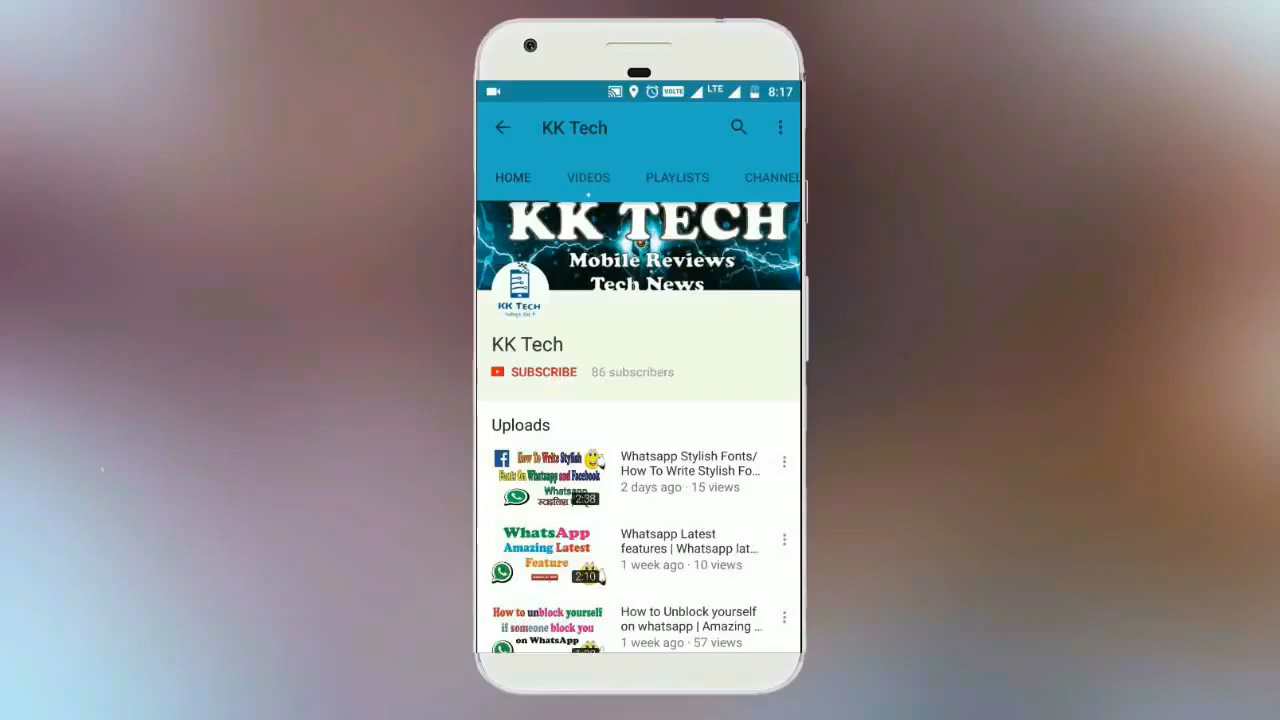 VOLTE LTE 8:17
KK Tech
HOME VIDEOS PLAYLISTS CHANNEL
KK TECH
Mobile Reviews
Tech News
KK TECH
KK Tech
SUBSCRIBE 86 subscribers
Uploads
How To Write Stylish
Fonts On Whatsapp and Facebook
Whatsapp
स्टाइलिश
2:38
Whatsapp Stylish Fonts/
How To Write Stylish Fo...
2 days ago · 15 views
WhatsApp
Amazing Latest
Feature
2:10
Whatsapp Latest
features | Whatsapp lat...
1 week ago · 10 views
How to unblock yourself
if someone block you
on WhatsApp
How to Unblock yourself
on whatsapp | Amazing ...
1 week ago · 57 views